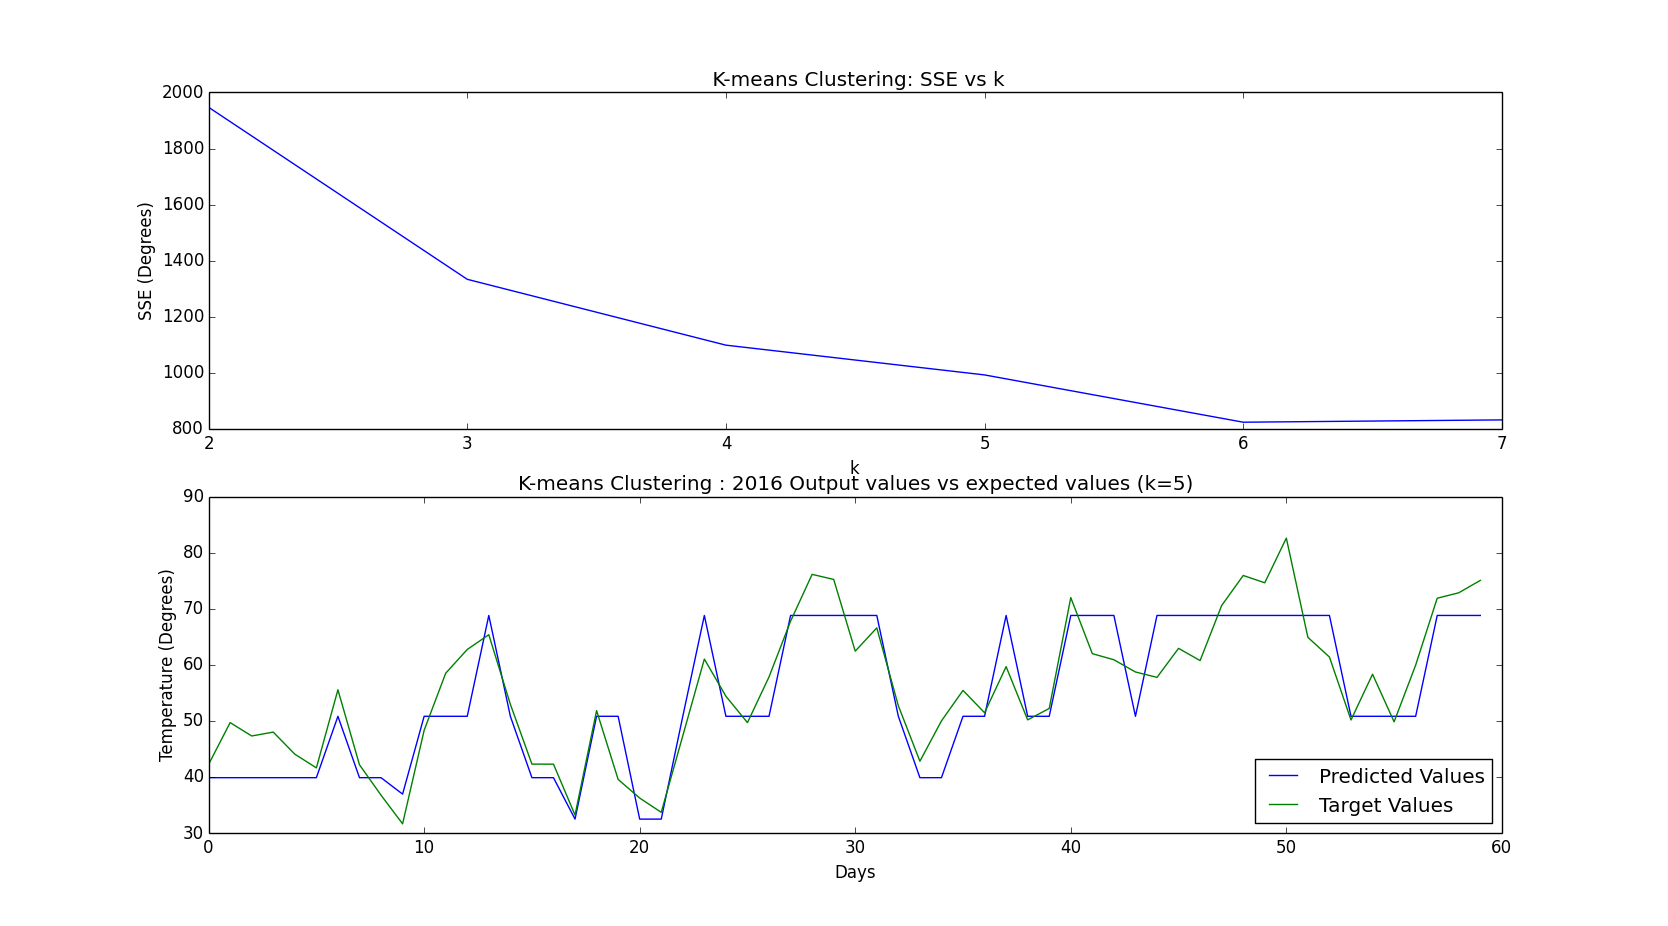 K-means Clustering: SSE vs k
2000
1800
1600
1400
1200
1000
800
SSE (Degrees)
2 3 4 5 6 7
k
K-means Clustering : 2016 Output values vs expected values (k=5)
90
80
70
60
50
40
30
Temperature (Degrees)
Predicted Values
Target Values
0 10 20 30 40 50 60
Days